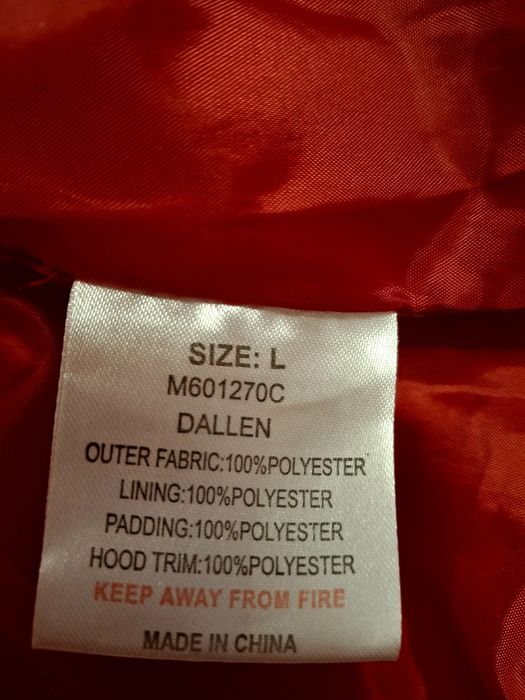 SIZE: L
M601270C
DALLEN
OUTER FABRIC:100%POLYESTER
LINING:100%POLYESTER
PADDING:100%POLYESTER
HOOD TRIM:100%POLYESTER
KEEP AWAY FROM FIRE
MADE IN CHINA